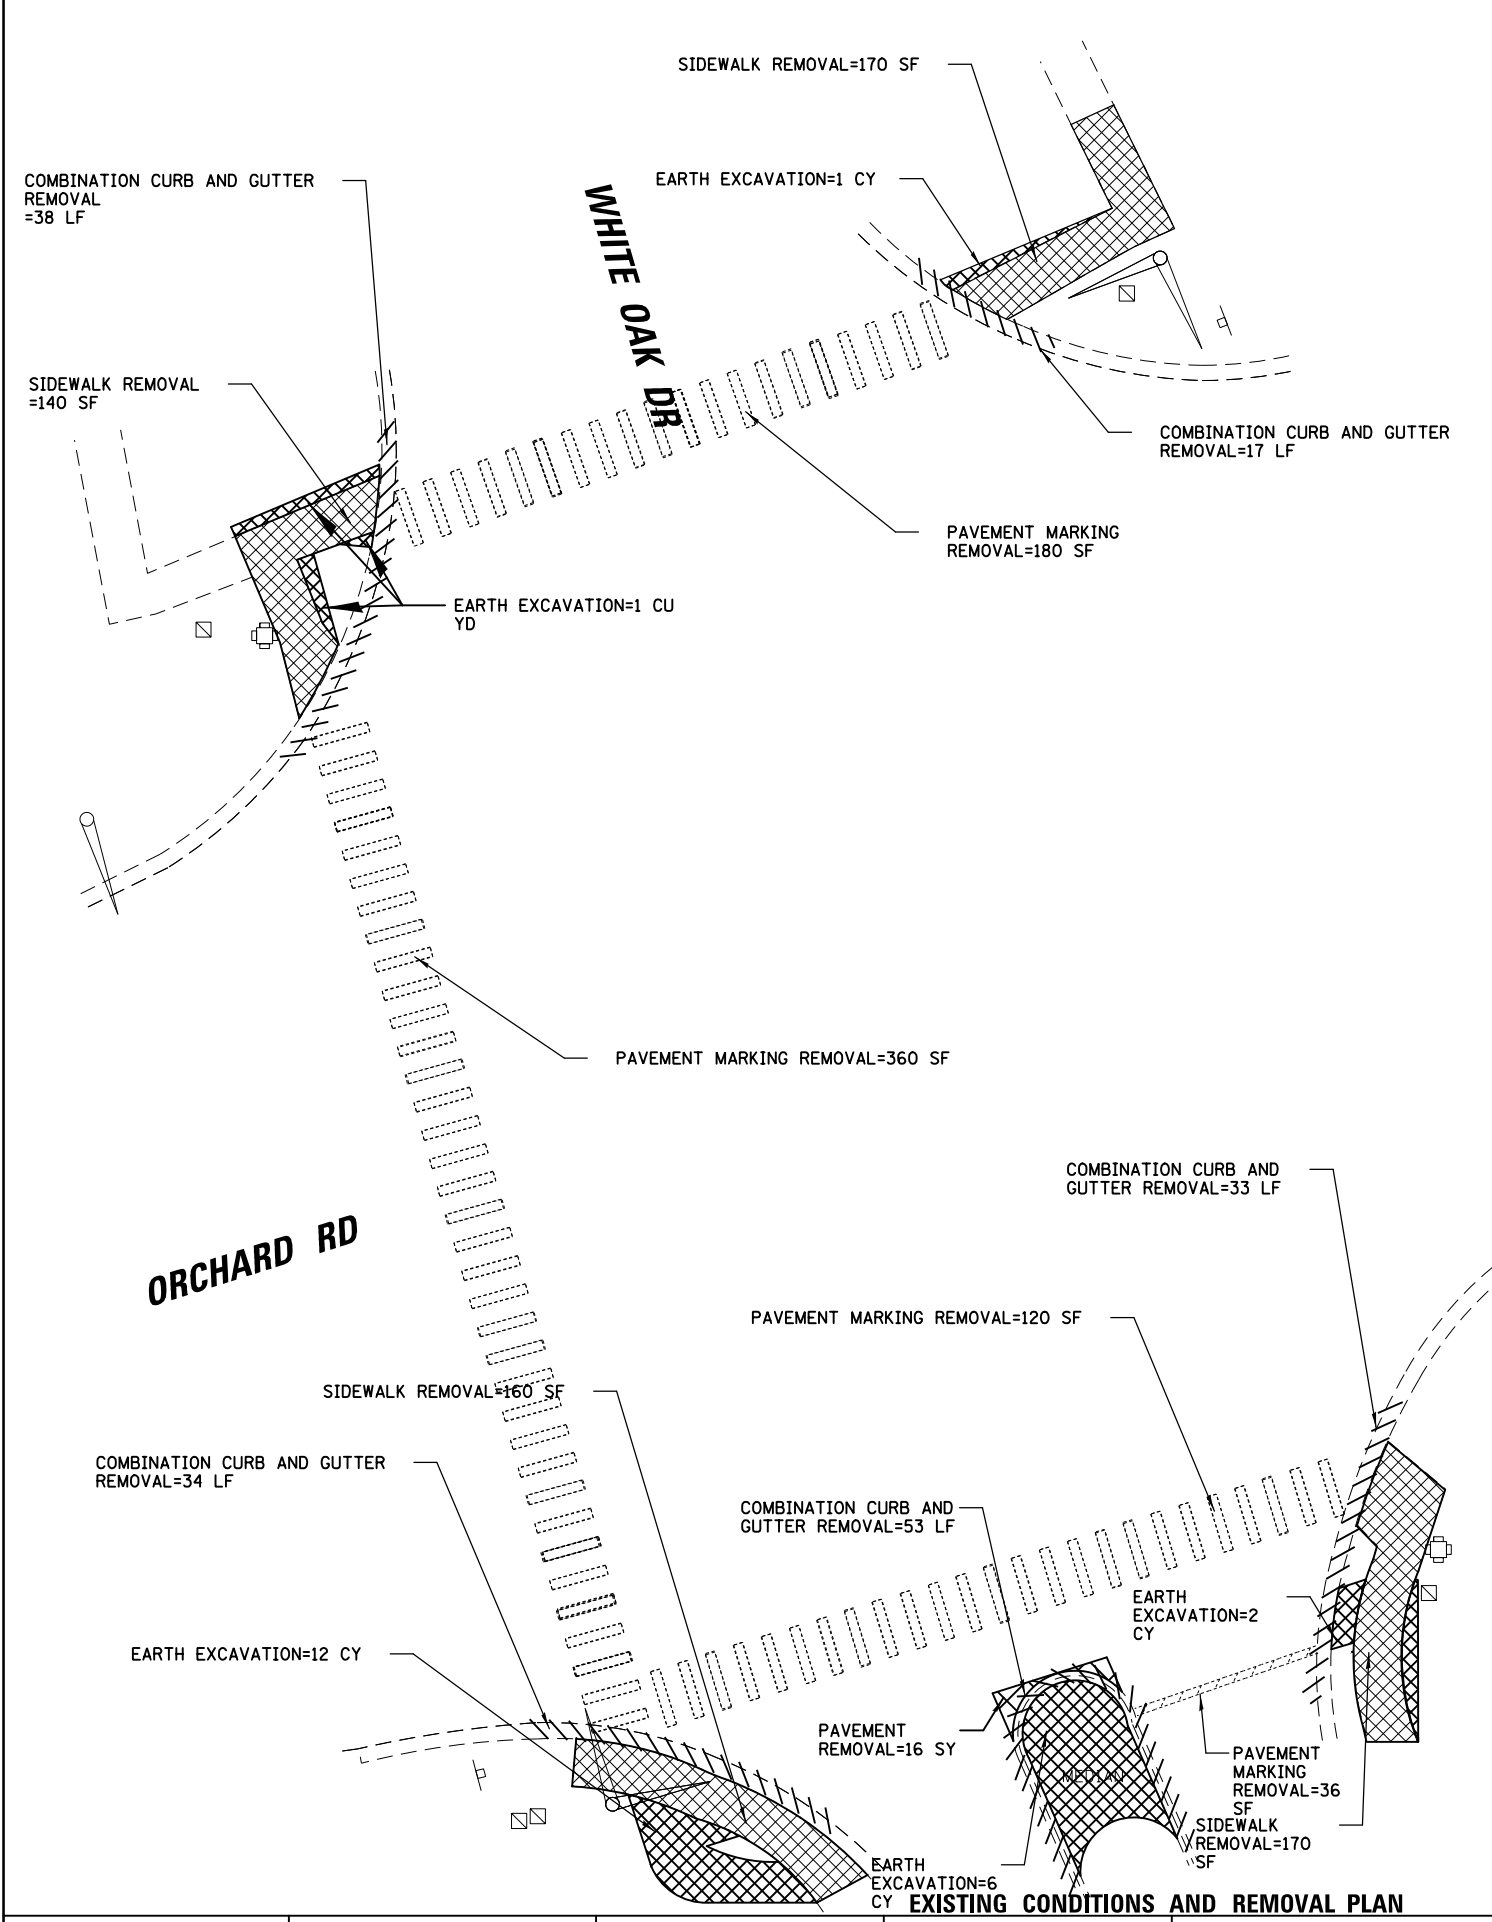 SIDEWALK REMOVAL=170 SF
COMBINATION CURB AND GUTTER
REMOVAL
=38 LF
EARTH EXCAVATION=1 CY
WHITE OAK DR
SIDEWALK REMOVAL
=140 SF
COMBINATION CURB AND GUTTER
REMOVAL=17 LF
PAVEMENT MARKING
REMOVAL=180 SF
EARTH EXCAVATION=1 CU
YD
PAVEMENT MARKING REMOVAL=360 SF
COMBINATION CURB AND
GUTTER REMOVAL=33 LF
ORCHARD RD
PAVEMENT MARKING REMOVAL=120 SF
SIDEWALK REMOVAL=160 SF
COMBINATION CURB AND GUTTER
REMOVAL=34 LF
COMBINATION CURB AND
GUTTER REMOVAL=53 LF
EARTH
EXCAVATION=2
CY
EARTH EXCAVATION=12 CY
PAVEMENT
REMOVAL=16 SY
PAVEMENT
MARKING
REMOVAL=36
SF
MEDIAN
SIDEWALK
REMOVAL=170
SF
EARTH
EXCAVATION=6
CY
EXISTING CONDITIONS AND REMOVAL PLAN